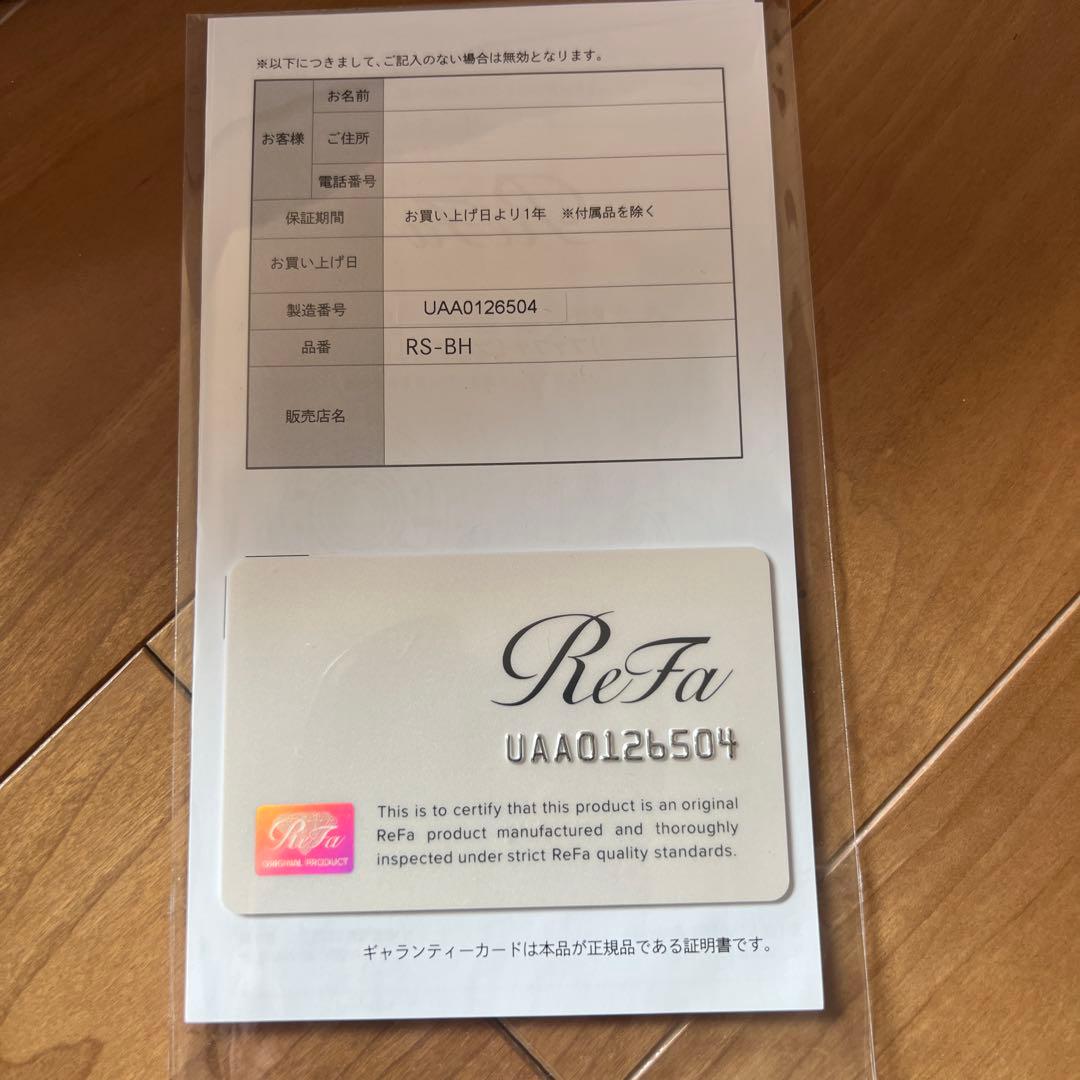 ※以下につきまして、ご記入のない場合は無効となります。
お客様
お名前
ご住所
電話番号
保証期間 お買い上げ日より1年 ※付属品を除く
お買い上げ日
製造番号 UAA0126504
品番 RS-BH
販売店名
ReFa
UAA0126504
This is to certify that this product is an original
ReFa product manufactured and thoroughly
inspected under strict ReFa quality standards.
ReFa
ORIGINAL PRODUCT
ギャランティーカードは本品が正規品である証明書です。